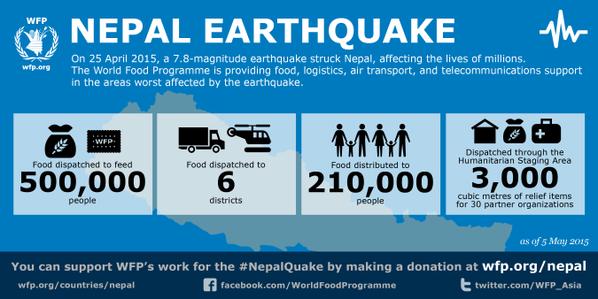 WFP
wfp.org
NEPAL EARTHQUAKE
On 25 April 2015, a 7.8-magnitude earthquake struck Nepal, affecting the lives of millions.
The World Food Programme is providing food, logistics, air transport, and telecommunications support
in the areas worst affected by the earthquake.
WFP
Food dispatched to feed
500,000
people
Food dispatched to
6
districts
Food distributed to
210,000
people
Dispatched through the
Humanitarian Staging Area
3,000
cubic metres of relief items
for 30 partner organizations
as of 5 May 2015
You can support WFP's work for the #NepalQuake by making a donation at wfp.org/nepal
wfp.org/countries/nepal
facebook.com/WorldFoodProgramme
twitter.com/WFP_Asia